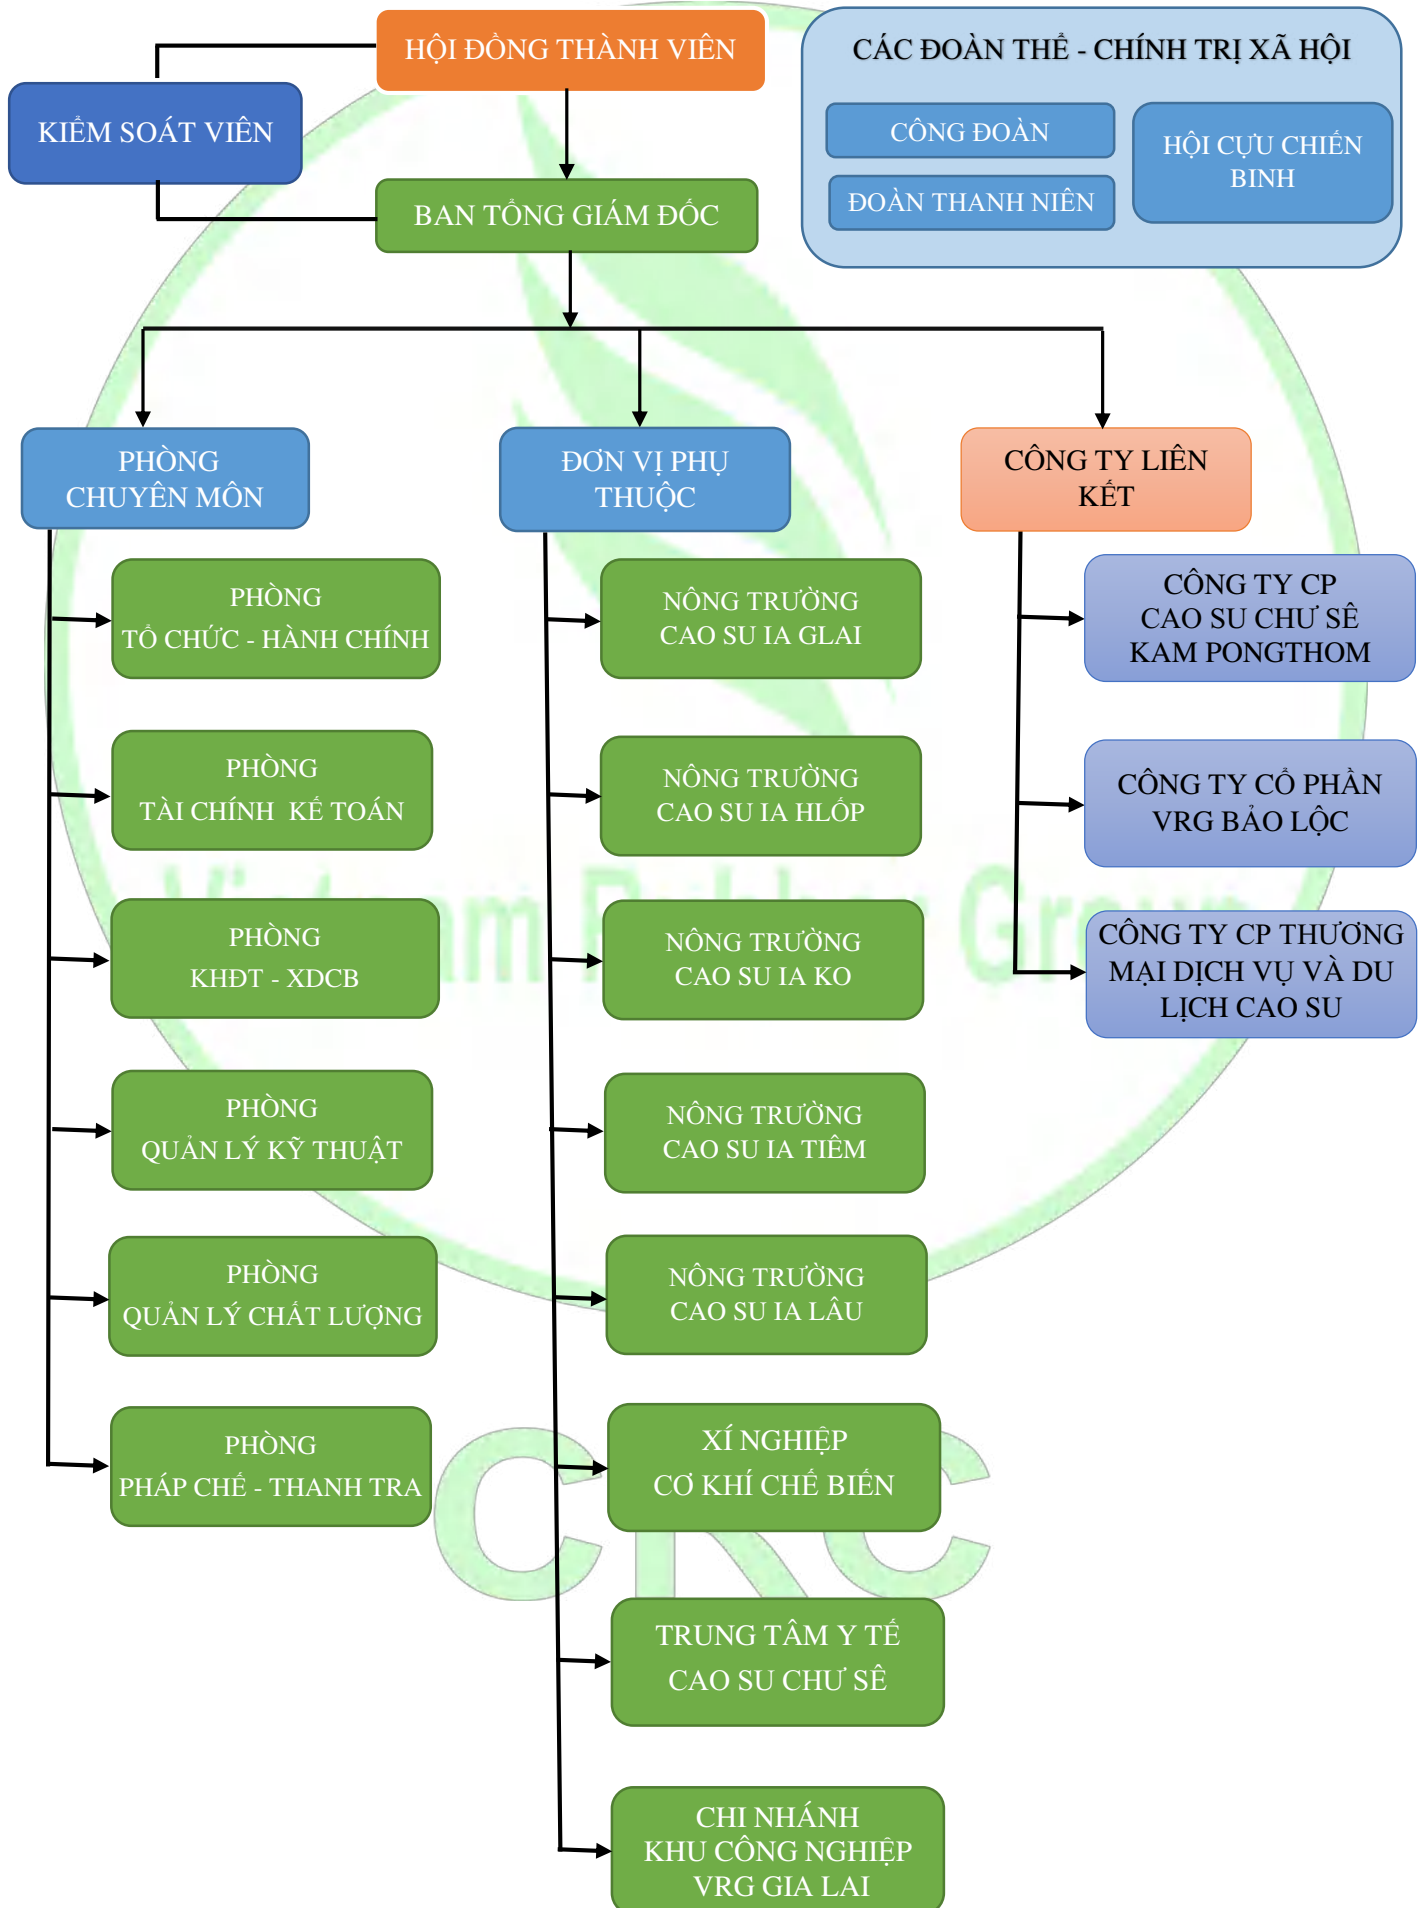 HỘI ĐỒNG THÀNH VIÊN
KIỂM SOÁT VIÊN
BAN TỔNG GIÁM ĐỐC
CÁC ĐOÀN THỂ - CHÍNH TRỊ XÃ HỘI
CÔNG ĐOÀN
ĐOÀN THANH NIÊN
HỘI CỰU CHIẾN
BINH
PHÒNG
CHUYÊN MÔN
PHÒNG
TỔ CHỨC - HÀNH CHÍNH
PHÒNG
TÀI CHÍNH KẾ TOÁN
PHÒNG
KHĐT - XDCB
PHÒNG
QUẢN LÝ KỸ THUẬT
PHÒNG
QUẢN LÝ CHẤT LƯỢNG
PHÒNG
PHÁP CHẾ - THANH TRA
ĐƠN VỊ PHỤ
THUỘC
NÔNG TRƯỜNG
CAO SU IA GLAI
NÔNG TRƯỜNG
CAO SU IA HLỐP
NÔNG TRƯỜNG
CAO SU IA KO
NÔNG TRƯỜNG
CAO SU IA TIÊM
NÔNG TRƯỜNG
CAO SU IA LÂU
XÍ NGHIỆP
CƠ KHÍ CHẾ BIẾN
TRUNG TÂM Y TẾ
CAO SU CHƯ SÊ
CHI NHÁNH
KHU CÔNG NGHIỆP
VRG GIA LAI
CÔNG TY LIÊN
KẾT
CÔNG TY CP
CAO SU CHƯ SÊ
KAM PONGTHOM
CÔNG TY CỔ PHẦN
VRG BẢO LỘC
CÔNG TY CP THƯƠNG
MẠI DỊCH VỤ VÀ DU
LỊCH CAO SU